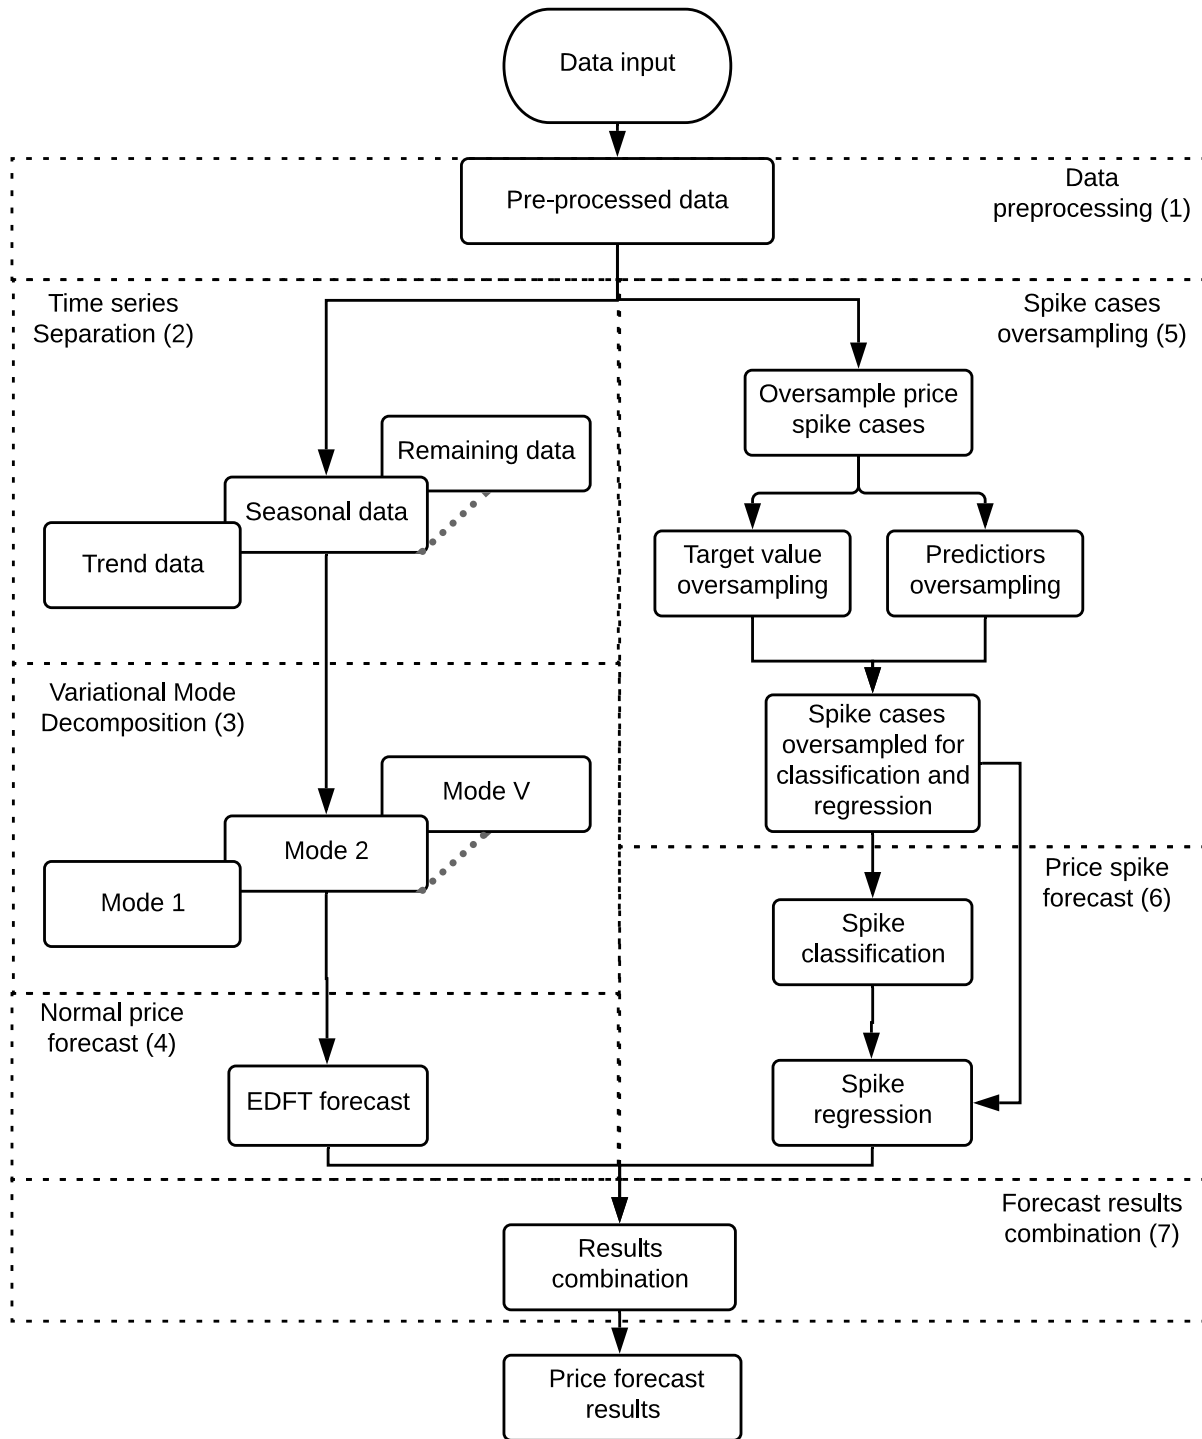 Data input
Pre-processed data
Data
preprocessing (1)
Time series
Separation (2)
Remaining data
Seasonal data
Trend data
Variational Mode
Decomposition (3)
Mode V
Mode 2
Mode 1
Normal price
forecast (4)
EDFT forecast
Spike cases
oversampling (5)
Oversample price
spike cases
Target value
oversampling
Predictiors
oversampling
Spike cases
oversampled for
classification and
regression
Price spike
forecast (6)
Spike
classification
Spike
regression
Forecast results
combination (7)
Results
combination
Price forecast
results